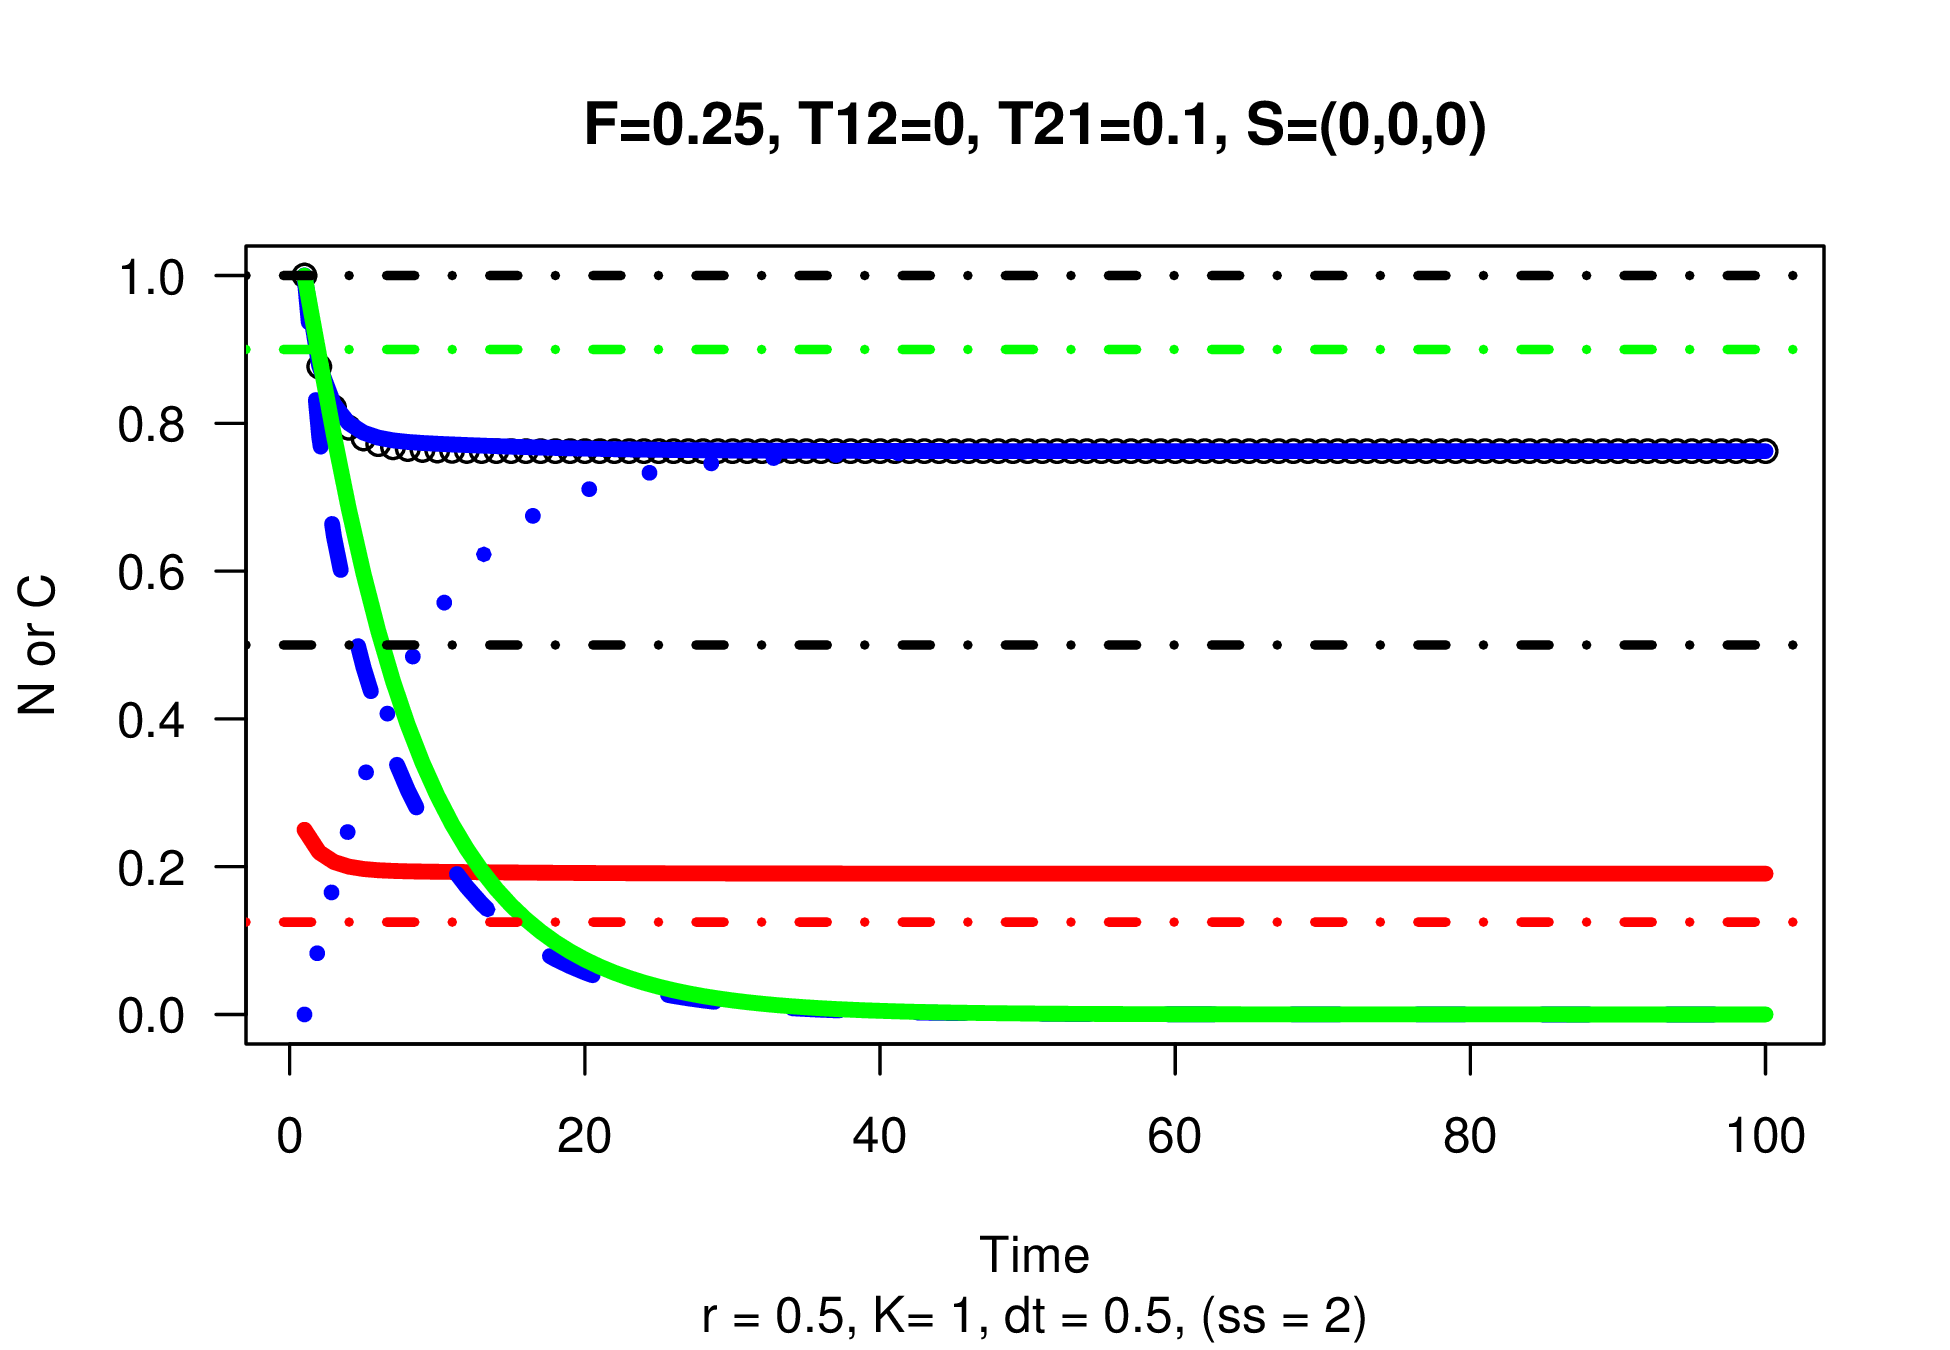 F=0.25, T12=0, T21=0.1, S=(0,0,0)
1.0
0.8
0.6
0.4
0.2
0.0
N or C
0 20 40 60 80 100
Time
r = 0.5, K= 1, dt = 0.5, (ss = 2)